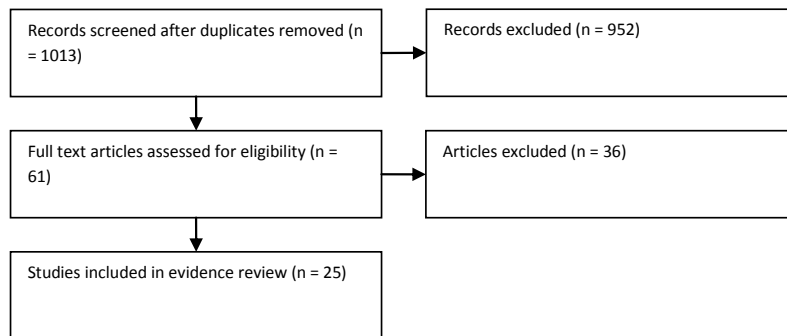 Records screened after duplicates removed (n
= 1013)
Records excluded (n = 952)
Full text articles assessed for eligibility (n =
61)
Articles excluded (n = 36)
Studies included in evidence review (n = 25)